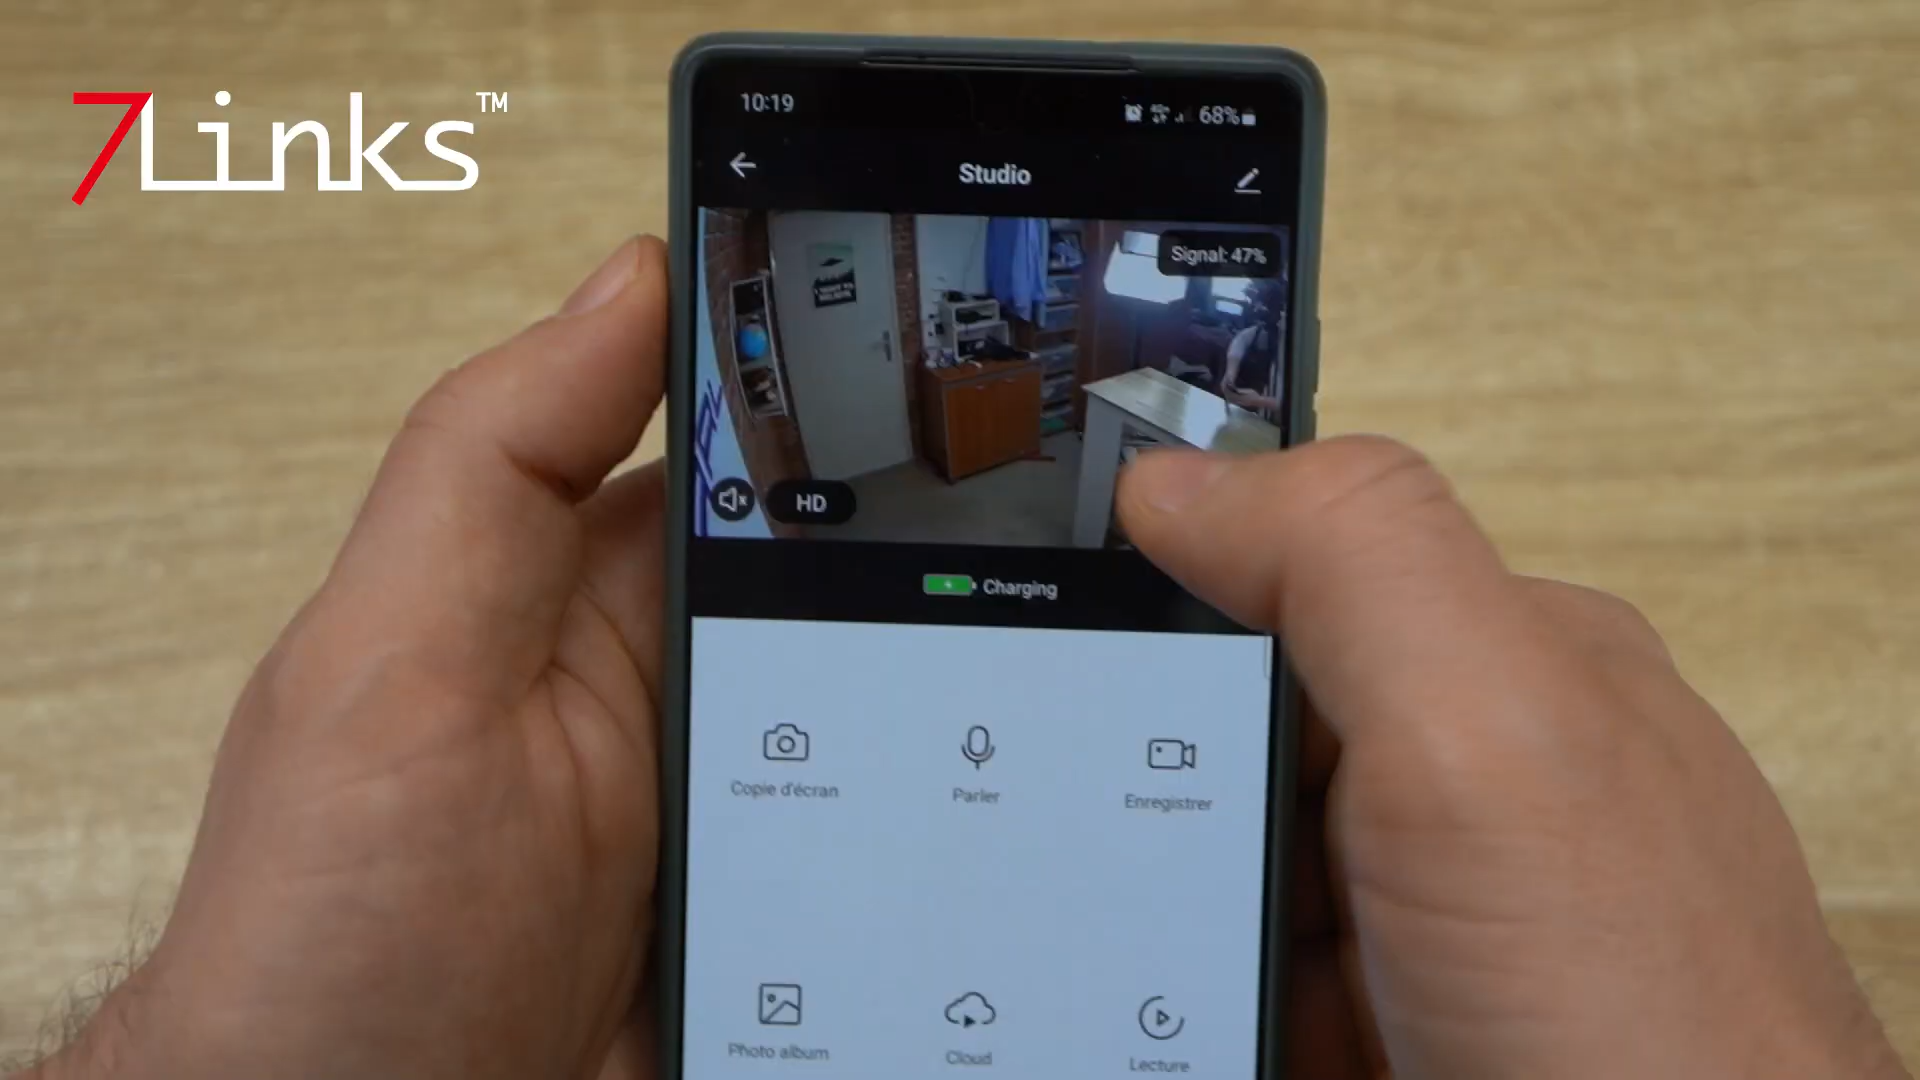 7Links™
10:19
68%
Studio
Signal: 47%
HD
Charging
Copie d'écran
Parler
Enregistrer
Photo album
Cloud
Lecture